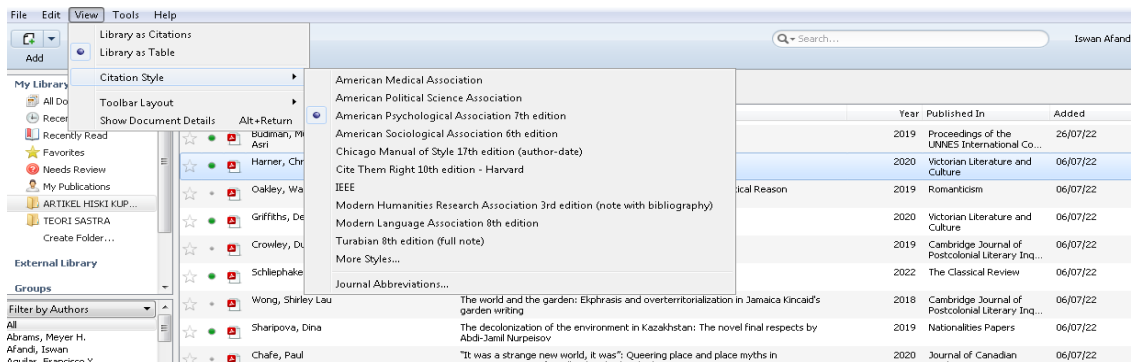 File Edit View Tools Help
Library as Citations
Library as Table
Citation Style
Toolbar Layout
Show Document Details Alt+Return
American Medical Association
American Political Science Association
American Psychological Association 7th edition
American Sociological Association 6th edition
Chicago Manual of Style 17th edition (author-date)
Cite Them Right 10th edition - Harvard
IEEE
Modern Humanities Research Association 3rd edition (note with bibliography)
Modern Language Association 8th edition
Turabian 8th edition (full note)
More Styles...
Journal Abbreviations...
Add
Search...
Iswan Afand
My Library
All Do
Recen
Recently Read
Favorites
Needs Review
My Publications
ARTIKEL HISKI KUP...
TEORI SASTRA
Create Folder...
External Library
Groups
Filter by Authors
All
Abrams, Meyer H.
Afandi, Iswan
Aguilar, Francisco Y
Year Published In Added
Budiman, M
Asri
2019 Proceedings of the
UNNES International Co...
26/07/22
Harner, Chr
2020 Victorian Literature and
Culture
06/07/22
Oakley, Wa
tical Reason
2019 Romanticism 06/07/22
Griffiths, De
2020 Victorian Literature and
Culture
06/07/22
Crowley, Du
2019 Cambridge Journal of
Postcolonial Literary Inq...
06/07/22
Schliephake
2022 The Classical Review 06/07/22
Wong, Shirley Lau
The world and the garden: Ekphrasis and overterritorialization in Jamaica Kincaid's
garden writing
2018 Cambridge Journal of
Postcolonial Literary Inq...
06/07/22
Sharipova, Dina
The decolonization of the environment in Kazakhstan: The novel final respects by
Abdi-Jamil Nurpeisov
2019 Nationalities Papers 06/07/22
Chafe, Paul
"It was a strange new world, it was": Queering place and place myths in
2020 Journal of Canadian 06/07/22